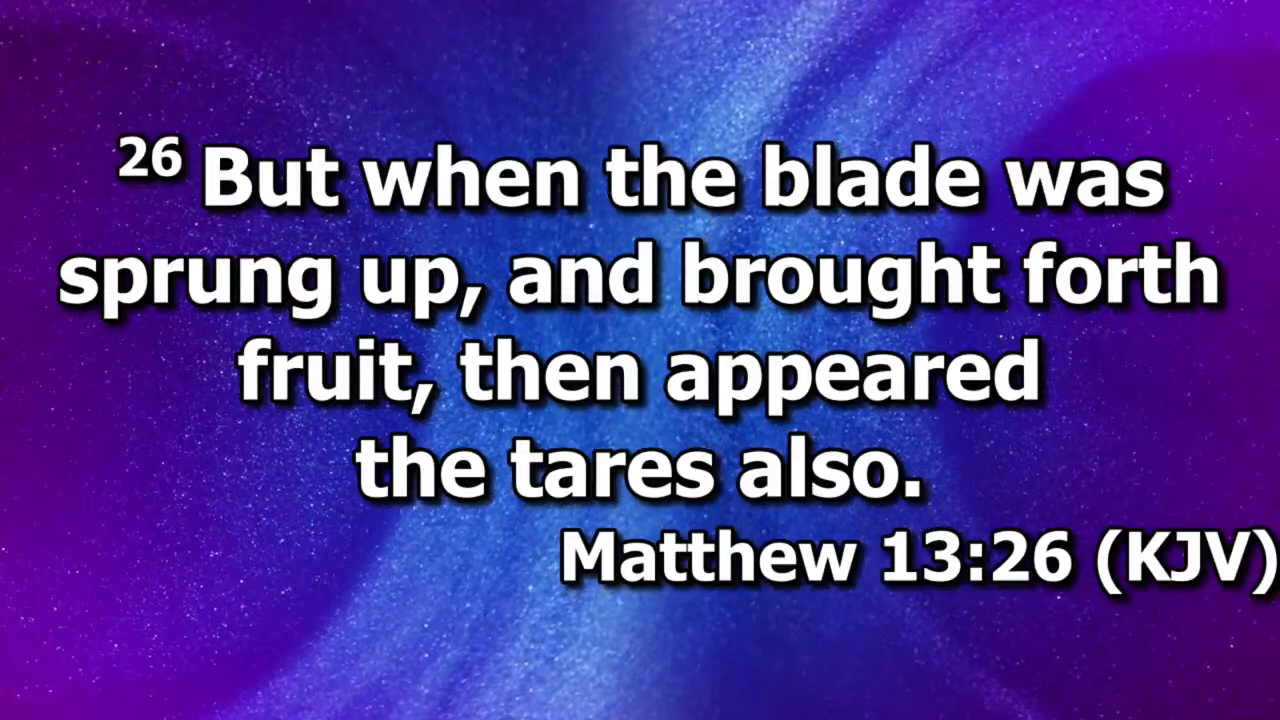 26 But when the blade was
sprung up, and brought forth
fruit, then appeared
the tares also.
Matthew 13:26 (KJV)